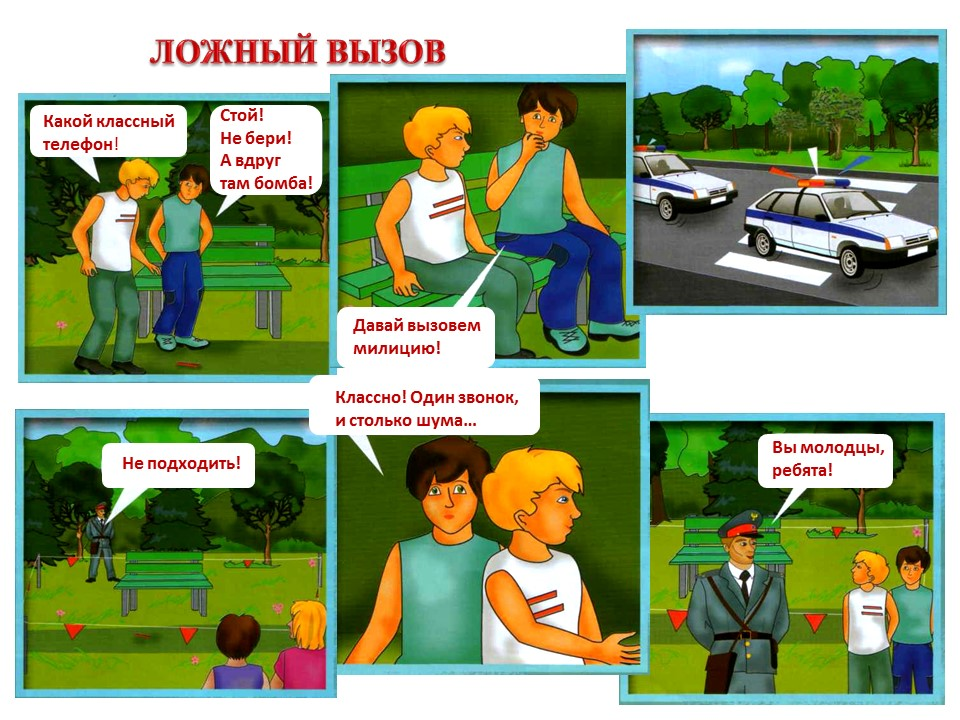 ЛОЖНЫЙ ВЫЗОВ
Какой классный
телефон!
Стой!
Не бери!
А вдруг
там бомба!
Давай вызовем
милицию!
Не подходить!
Классно! Один звонок,
и столько шума...
Вы молодцы,
ребята!